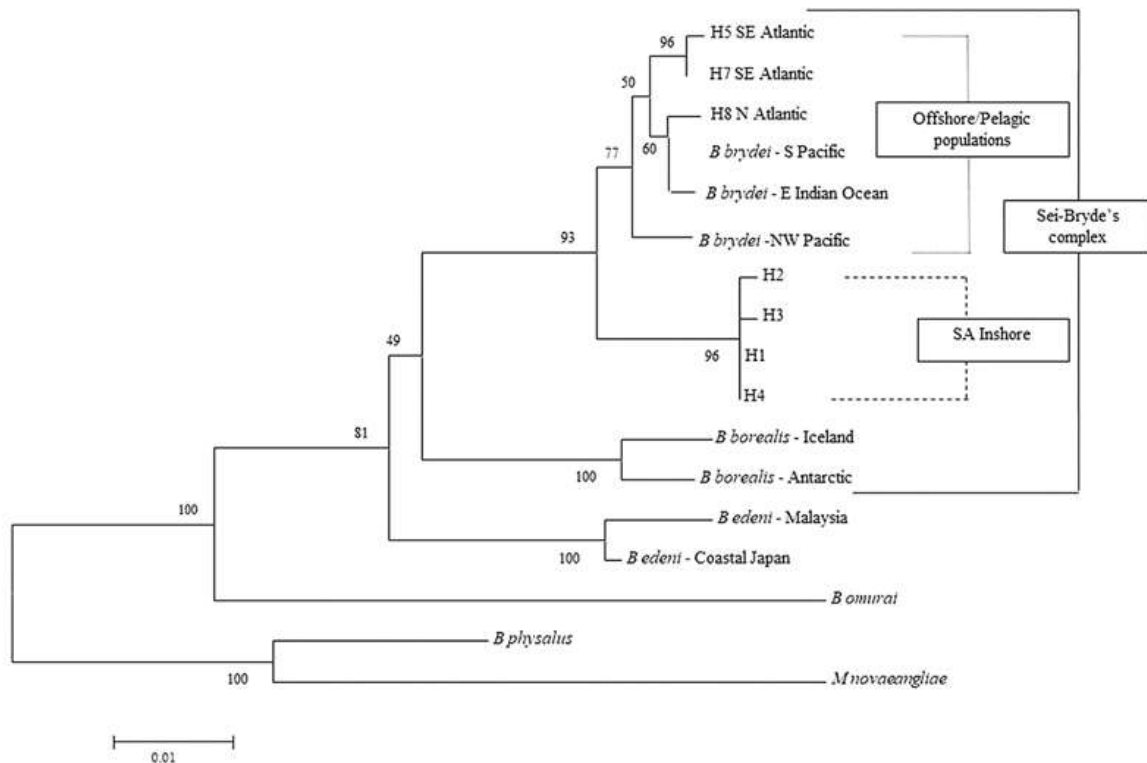 96
H5 SE Atlantic
H7 SE Atlantic
50
H8 N Atlantic
Offshore/Pelagic
populations
60
B brydei - S Pacific
77
B brydei - E Indian Ocean
Sei-Bryde's
complex
93
B brydei -NW Pacific
H2
H3
SA Inshore
49
96
H1
H4
81
B borealis - Iceland
100
B borealis - Antarctic
100
B edeni - Malaysia
100
B edeni - Coastal Japan
B omurai
B physalus
100
M novaeangliae
0.01